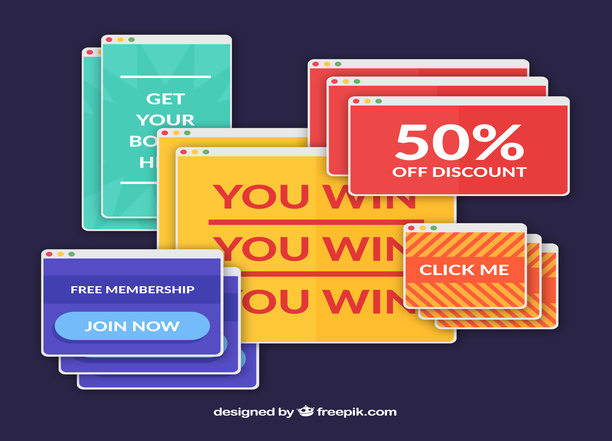 GET
YOUR
50%
OFF DISCOUNT
YOU WIN
YOU WIN
YOU WIN
CLICK ME
FREE MEMBERSHIP
JOIN NOW
designed by freepik.com